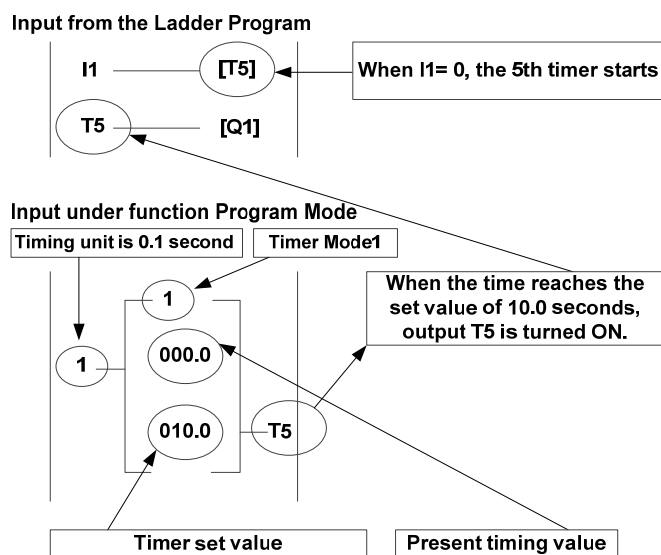 Input from the Ladder Program
I1 [T5]
When I1= 0, the 5th timer starts
T5 [Q1]
Input under function Program Mode
Timing unit is 0.1 second
Timer Mode1
1
When the time reaches the
set value of 10.0 seconds,
output T5 is turned ON.
000.0
1
010.0
T5
Timer set value
Present timing value